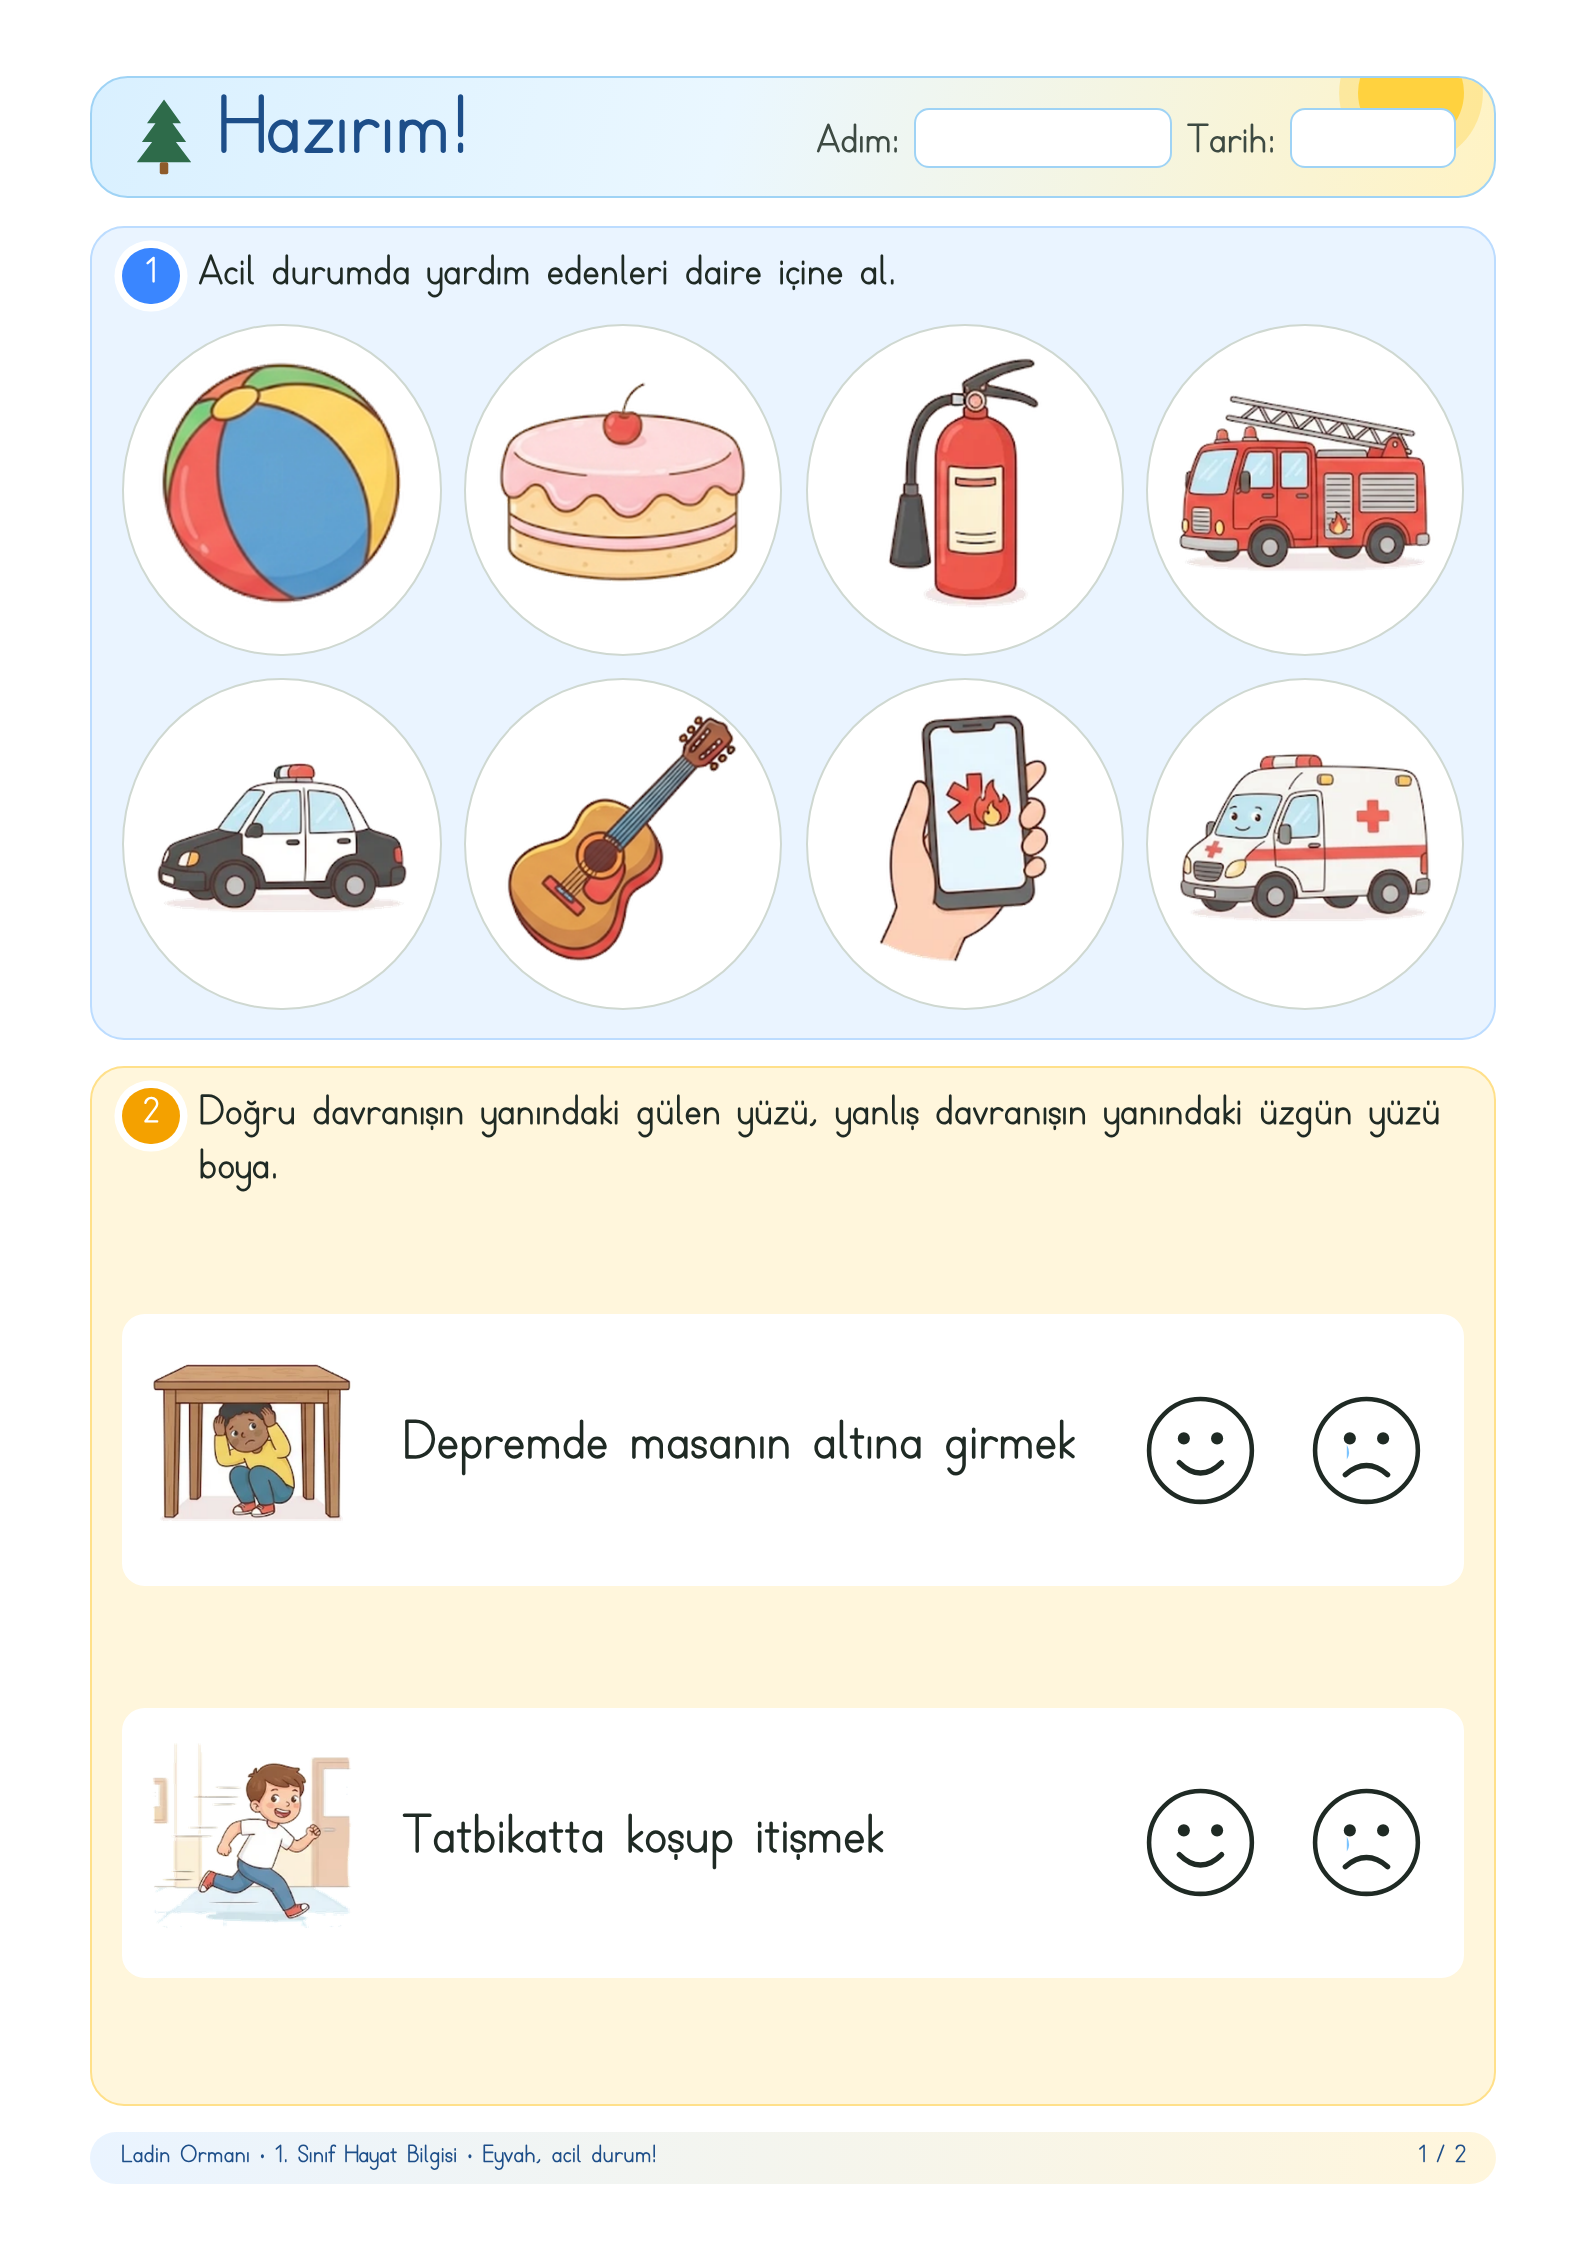 Hazırım!
Adım:
Tarih:
1 Acil durumda yardım edenleri daire içine al.
2 Doğru davranışın yanındaki gülen yüzü, yanlış davranışın yanındaki üzgün yüzü
boya.
Depremde masanın altına girmek
Tatbikatta koşup itişmek
Ladin Ormanı • 1. Sınıf Hayat Bilgisi • Eyvah, acil durum!
1 / 2